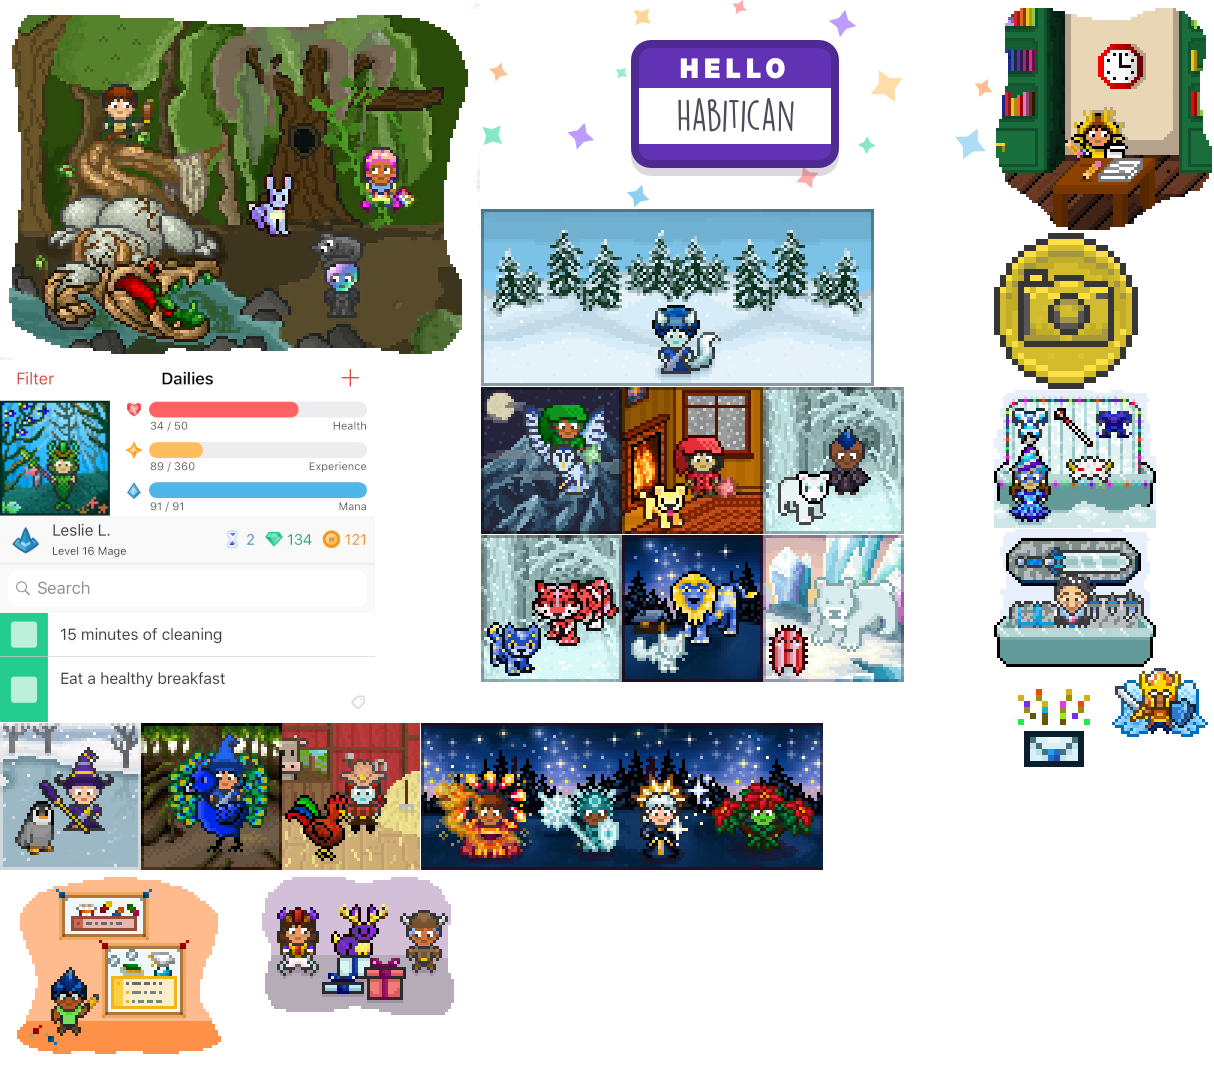 HELLO
HABITICAN
Filter
Dailies
34 / 50
Health
89 / 360
Experience
91 / 91
Mana
Leslie L.
Level 16 Mage
2
134
121
Search
15 minutes of cleaning
Eat a healthy breakfast